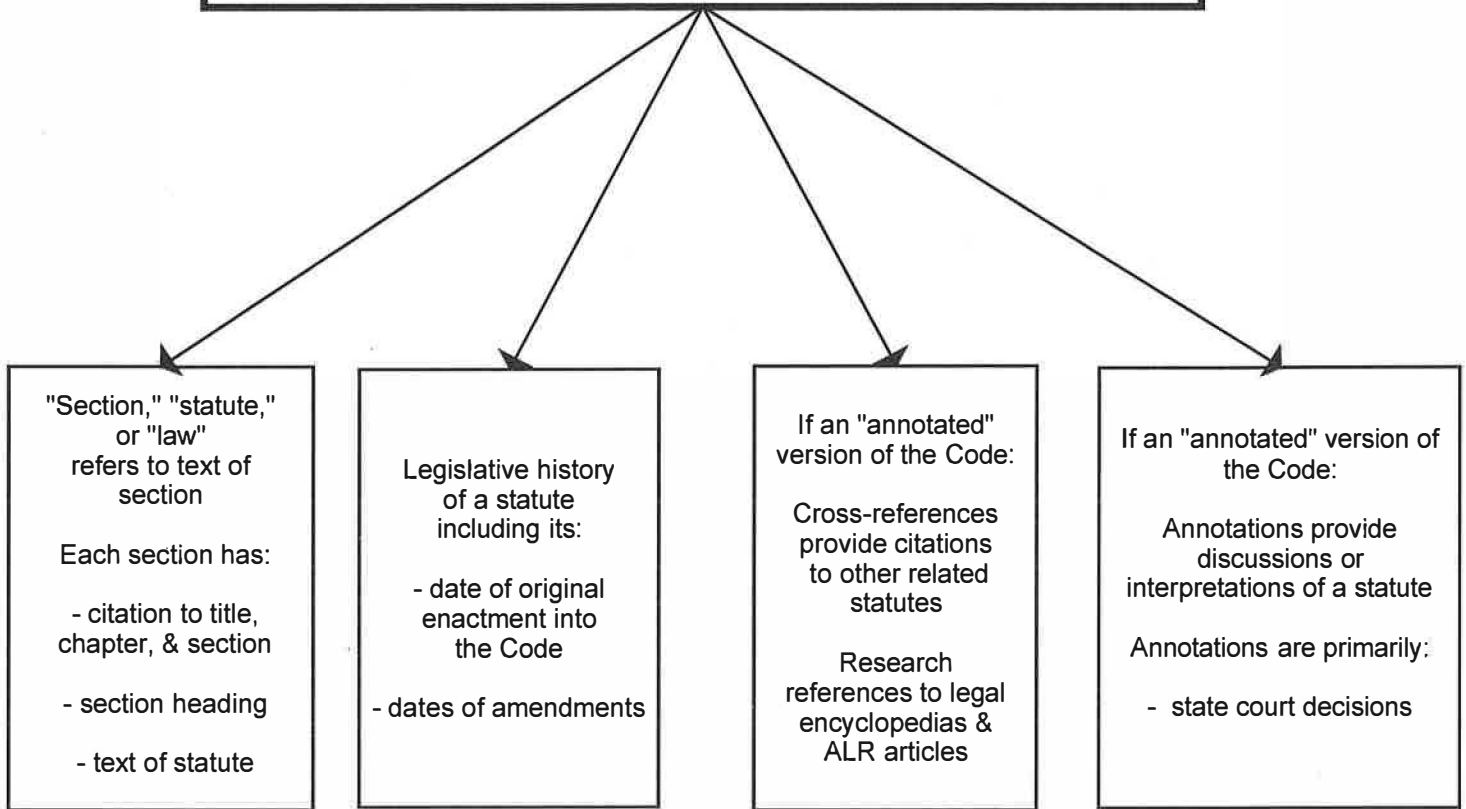 "Section," "statute,"
or "law"
refers to text of
section
Each section has:
- citation to title,
chapter, & section
- section heading
- text of statute
Legislative history
of a statute
including its:
- date of original
enactment into
the Code
- dates of amendments
If an "annotated"
version of the Code:
Cross-references
provide citations
to other related
statutes
Research
references to legal
encyclopedias &
ALR articles
If an "annotated" version of
the Code:
Annotations provide
discussions or
interpretations of a statute
Annotations are primarily:
- state court decisions